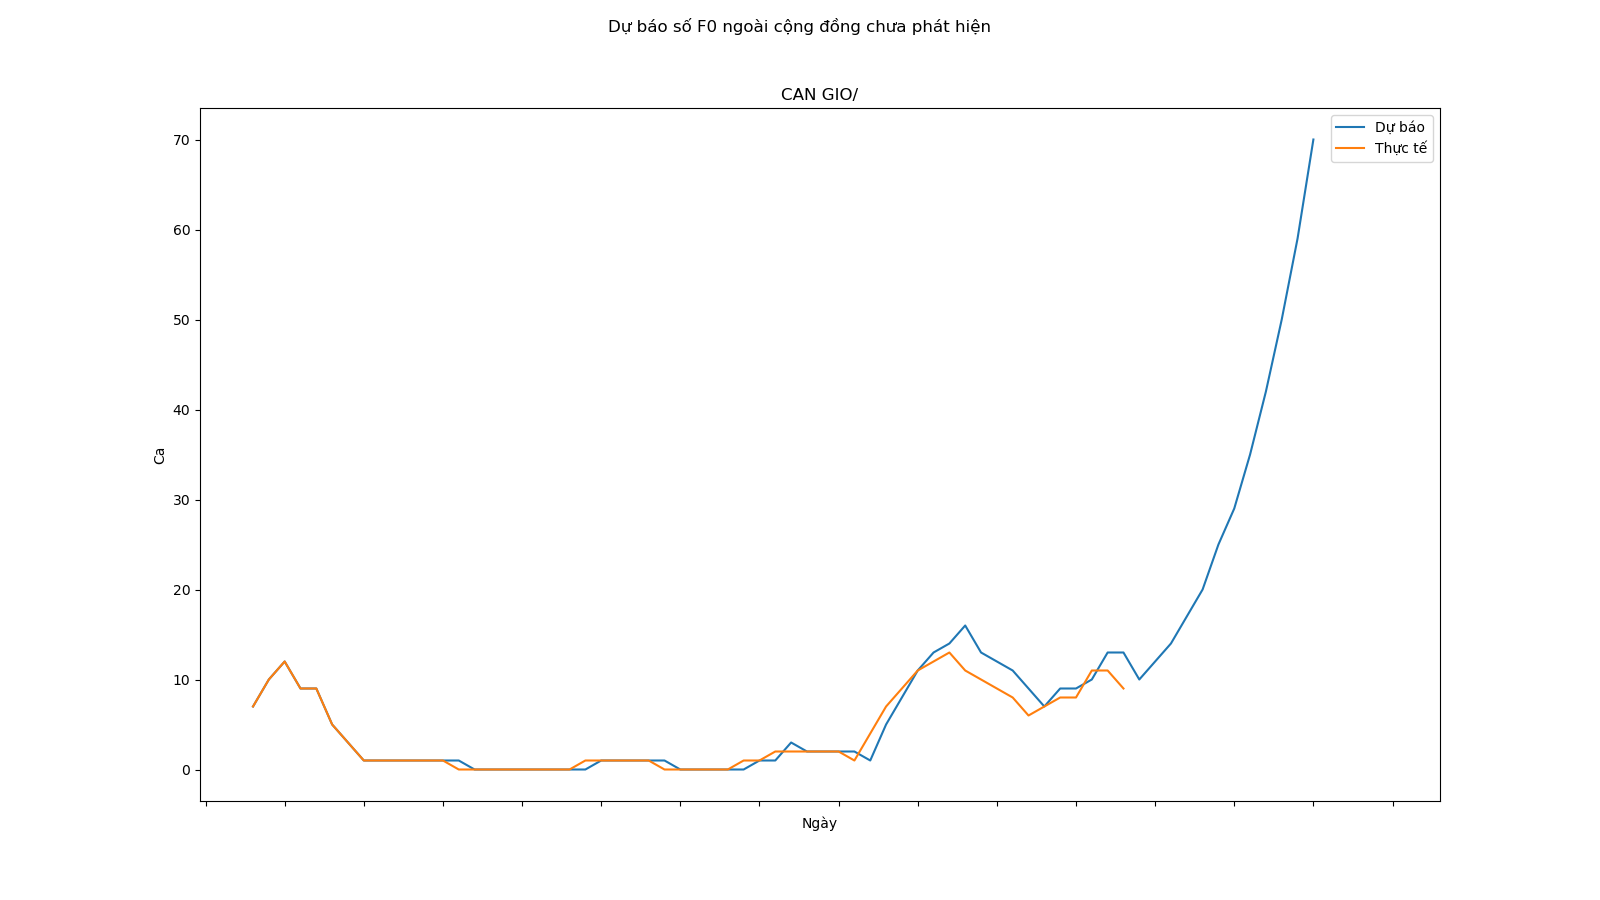 Dự báo số F0 ngoài cộng đồng chưa phát hiện
CAN GIO/
Dự báo
Thực tế
70
60
50
40
30
20
10
0
Ca
Ngày